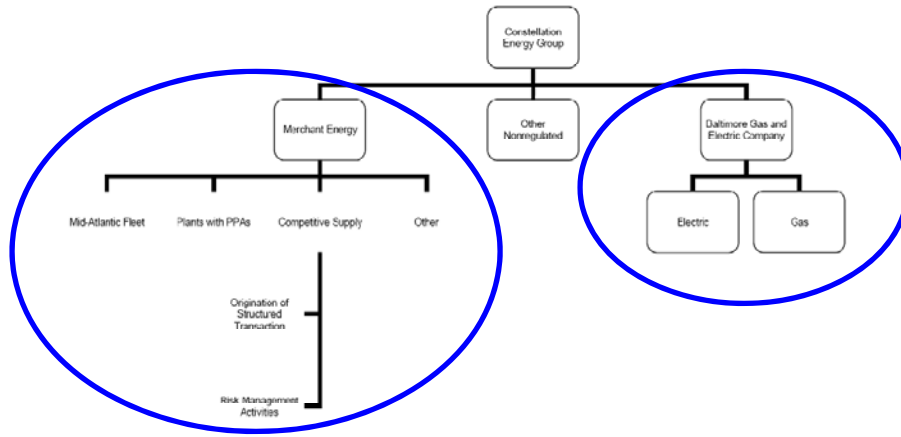 Constellation
Energy Group
Merchant Energy
Other
Nonregulated
Baltimore Gas and
Electric Company
Mid-Atlantic Fleet
Plants with PPAs
Competitive Supply
Other
Electric
Gas
Origination of
Structured
Transaction
Risk Management
Activities